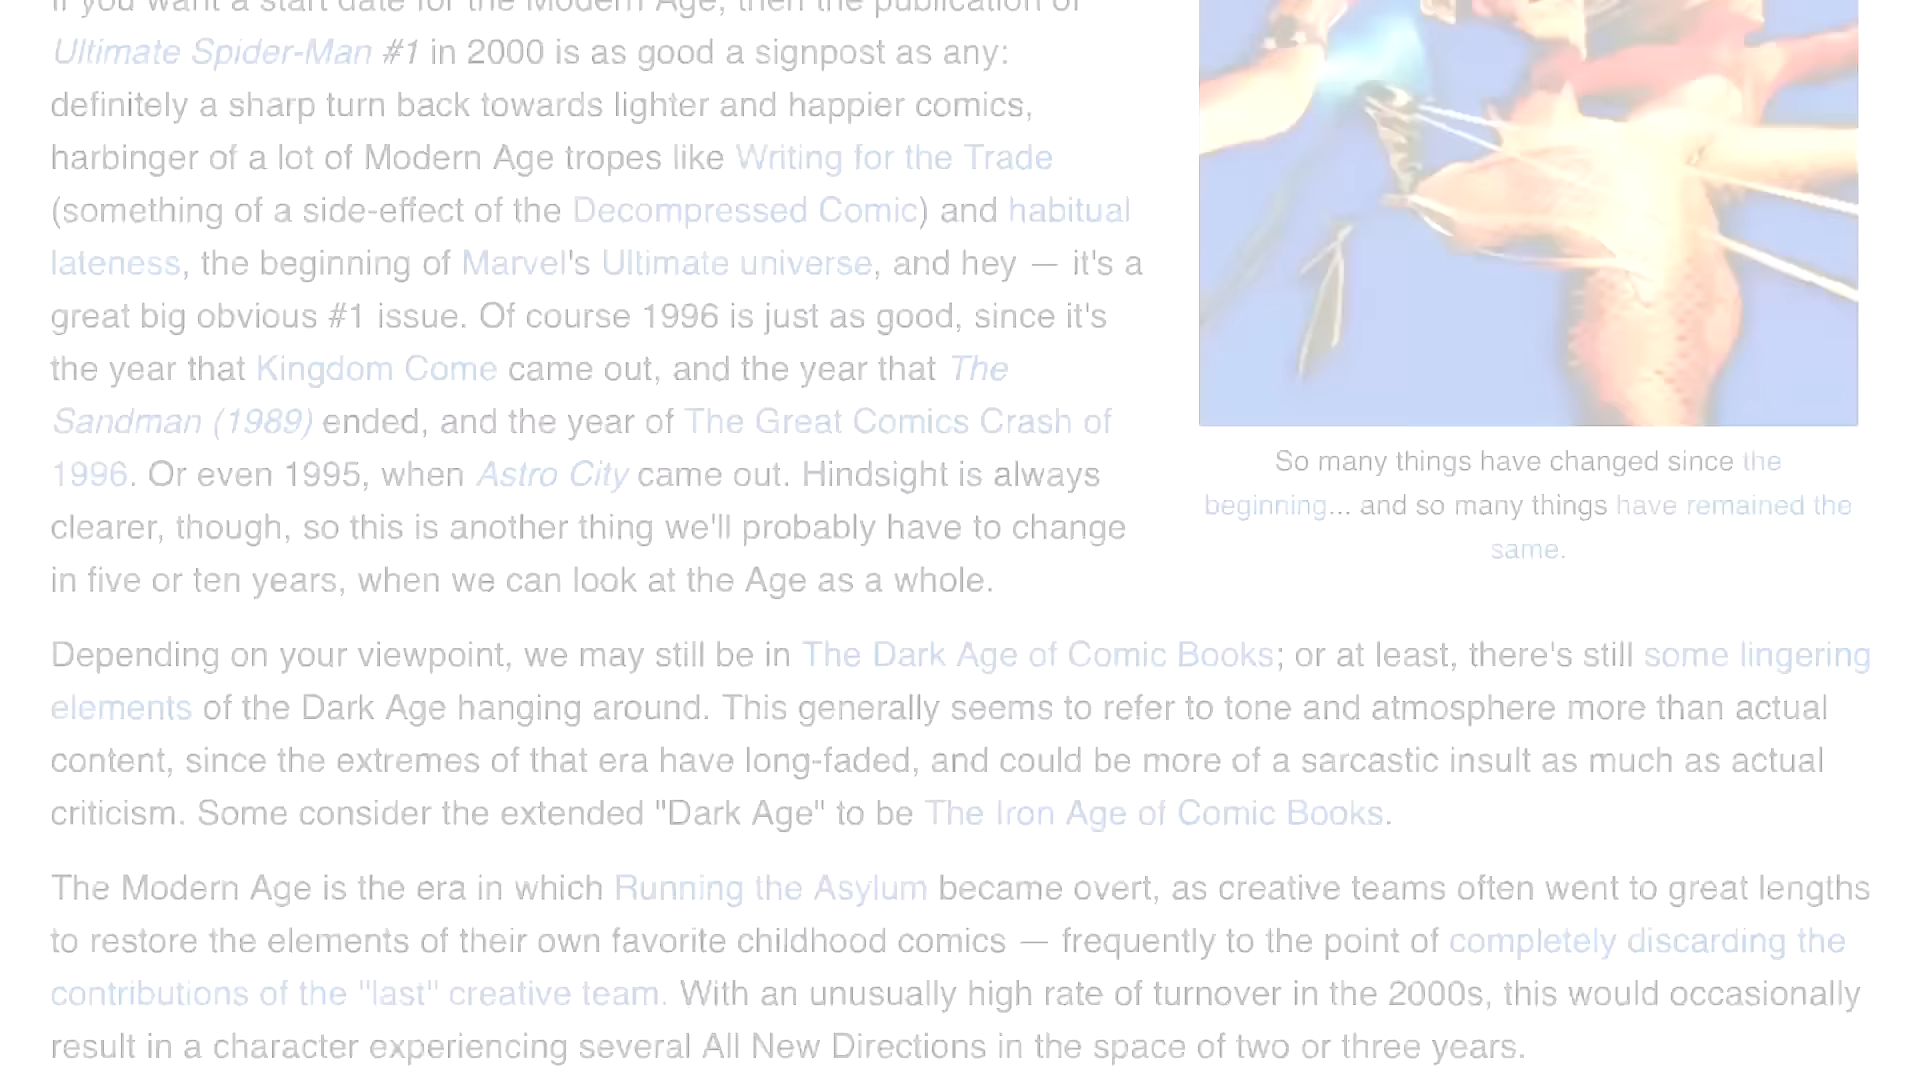 If you want a start date for the Modern Age, then the publication of
Ultimate Spider-Man #1 in 2000 is as good a signpost as any:
definitely a sharp turn back towards lighter and happier comics,
harbinger of a lot of Modern Age tropes like Writing for the Trade
(something of a side-effect of the Decompressed Comic) and habitual
lateness, the beginning of Marvel's Ultimate universe, and hey — it's a
great big obvious #1 issue. Of course 1996 is just as good, since it's
the year that Kingdom Come came out, and the year that The
Sandman (1989) ended, and the year of The Great Comics Crash of
1996. Or even 1995, when Astro City came out. Hindsight is always
clearer, though, so this is another thing we'll probably have to change
in five or ten years, when we can look at the Age as a whole.
So many things have changed since the
beginning... and so many things have remained the
same.
Depending on your viewpoint, we may still be in The Dark Age of Comic Books; or at least, there's still some lingering
elements of the Dark Age hanging around. This generally seems to refer to tone and atmosphere more than actual
content, since the extremes of that era have long-faded, and could be more of a sarcastic insult as much as actual
criticism. Some consider the extended "Dark Age" to be The Iron Age of Comic Books.
The Modern Age is the era in which Running the Asylum became overt, as creative teams often went to great lengths
to restore the elements of their own favorite childhood comics — frequently to the point of completely discarding the
contributions of the "last" creative team. With an unusually high rate of turnover in the 2000s, this would occasionally
result in a character experiencing several All New Directions in the space of two or three years.